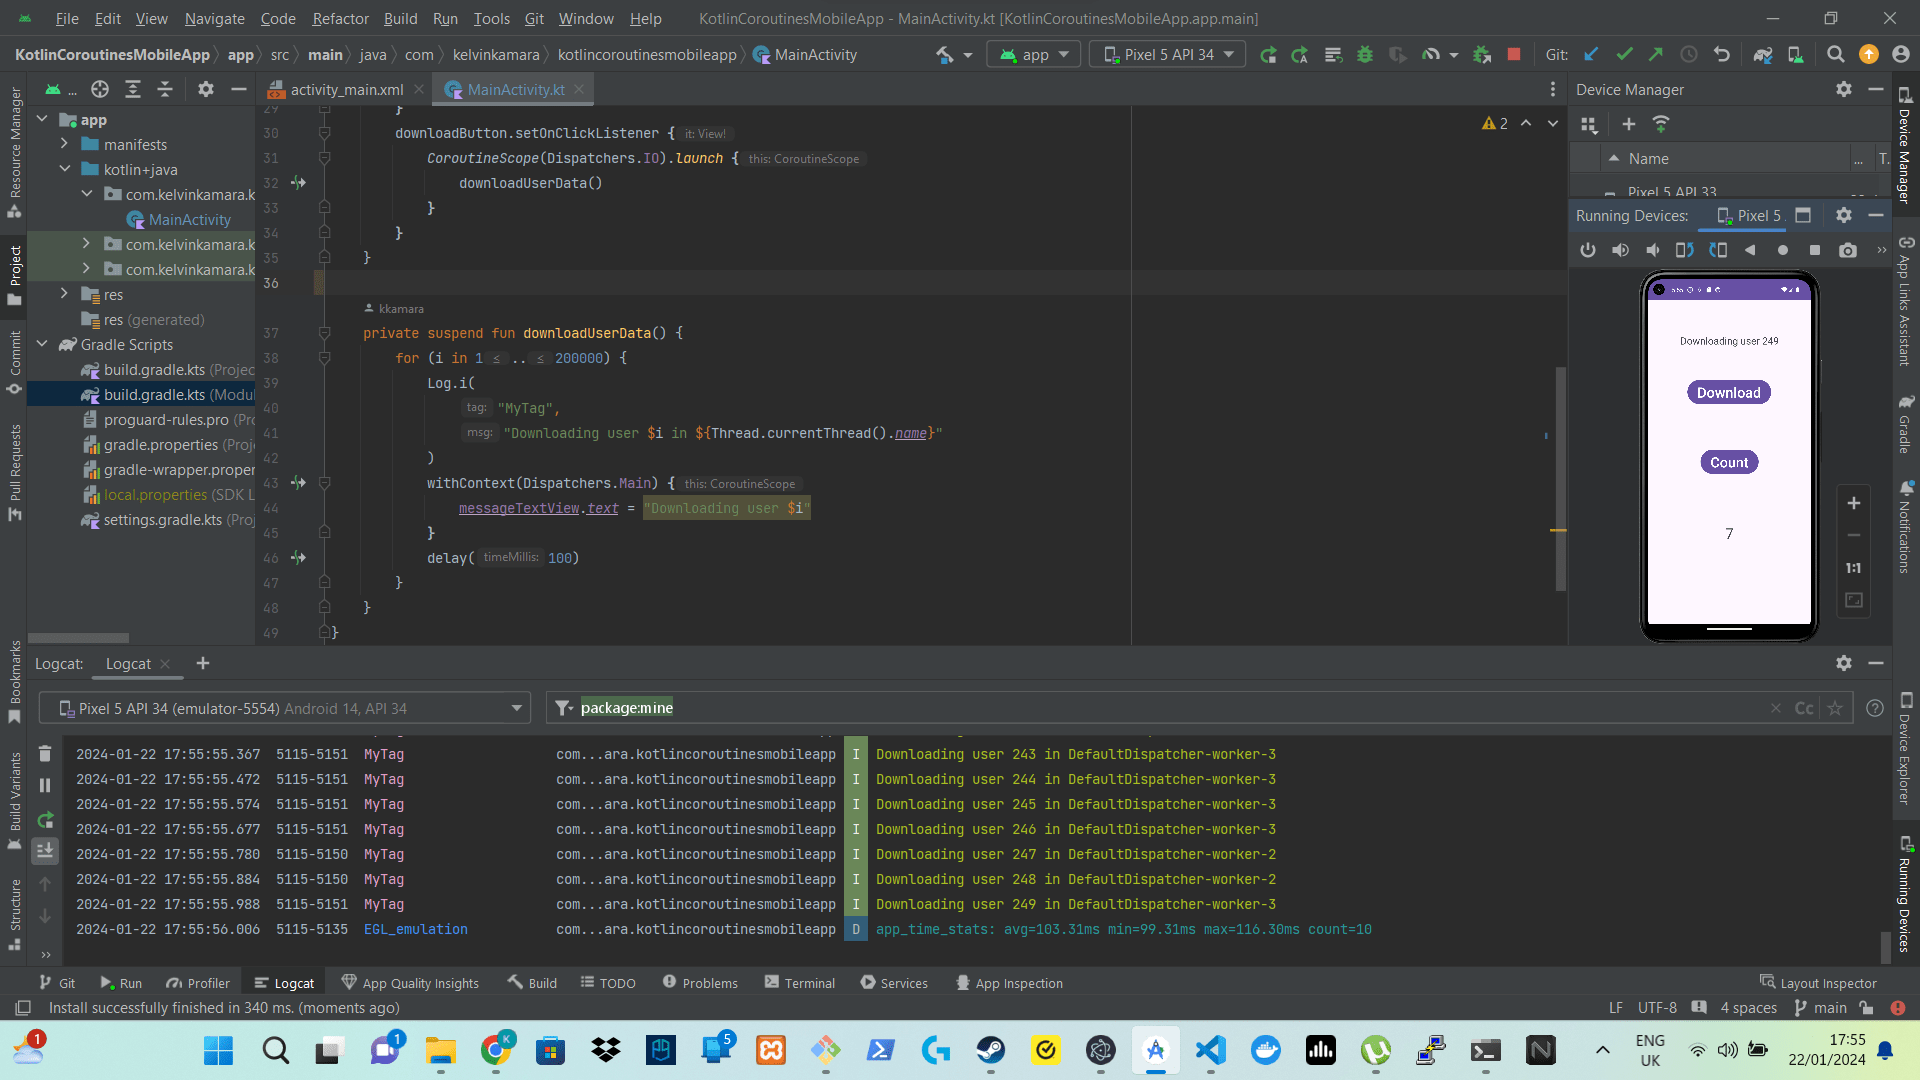 File Edit View Navigate Code Refactor Build Run Tools Git Window Help KotlinCoroutinesMobileApp - MainActivity.kt [KotlinCoroutinesMobileApp.app.main]
KotlinCoroutinesMobileApp app src main java com kelvinkamara kotlincoroutinesmobileapp MainActivity app Pixel 5 API 34 Git:
... activity_main.xml MainActivity.kt
Resource Manager
Project
Commit
Pull Requests
Bookmarks
Build Variants
Structure
app
manifests
kotlin+java
com.kelvinkamara.k
MainActivity
com.kelvinkamara.k
com.kelvinkamara.k
res
res (generated)
Gradle Scripts
build.gradle.kts (Projec
build.gradle.kts (Modul
proguard-rules.pro (Pro
gradle.properties (Proj
gradle-wrapper.proper
local.properties (SDK L
settings.gradle.kts (Proj
29 }
30 downloadButton.setOnClickListener { it: View!
31 CoroutineScope(Dispatchers.IO).launch { this: CoroutineScope
32 downloadUserData()
33 }
34 }
35 }
36
kkamara
37 private suspend fun downloadUserData() {
38 for (i in 1 ≤ .. ≤ 200000) {
39 Log.i(
40 tag: "MyTag",
41 msg: "Downloading user $i in ${Thread.currentThread().name}"
42 )
43 withContext(Dispatchers.Main) { this: CoroutineScope
44 messageTextView.text = "Downloading user $i"
45 }
46 delay( timeMillis: 100)
47 }
48 }
49 }
2
Device Manager
Name ... T.
Pixel 5 API 33
Running Devices: Pixel 5
Downloading user 249
Download
Count
7
1:1
Device Manager
App Links Assistant
Gradle
Notifications
Device Explorer
Running Devices
Logcat: Logcat
Pixel 5 API 34 (emulator-5554) Android 14, API 34 package:mine Cc
2024-01-22 17:55:55.367 5115-5151 MyTag com...ara.kotlincoroutinesmobileapp I Downloading user 243 in DefaultDispatcher-worker-3
2024-01-22 17:55:55.472 5115-5151 MyTag com...ara.kotlincoroutinesmobileapp I Downloading user 244 in DefaultDispatcher-worker-3
2024-01-22 17:55:55.574 5115-5151 MyTag com...ara.kotlincoroutinesmobileapp I Downloading user 245 in DefaultDispatcher-worker-3
2024-01-22 17:55:55.677 5115-5151 MyTag com...ara.kotlincoroutinesmobileapp I Downloading user 246 in DefaultDispatcher-worker-3
2024-01-22 17:55:55.780 5115-5150 MyTag com...ara.kotlincoroutinesmobileapp I Downloading user 247 in DefaultDispatcher-worker-2
2024-01-22 17:55:55.884 5115-5150 MyTag com...ara.kotlincoroutinesmobileapp I Downloading user 248 in DefaultDispatcher-worker-2
2024-01-22 17:55:55.988 5115-5151 MyTag com...ara.kotlincoroutinesmobileapp I Downloading user 249 in DefaultDispatcher-worker-3
2024-01-22 17:55:56.006 5115-5135 EGL_emulation com...ara.kotlincoroutinesmobileapp D app_time_stats: avg=103.31ms min=99.31ms max=116.30ms count=10
Git Run Profiler Logcat App Quality Insights Build TODO Problems Terminal Services App Inspection Layout Inspector
Install successfully finished in 340 ms. (moments ago) LF UTF-8 4 spaces main
1 1 K 5 ENG 17:55
UK 22/01/2024